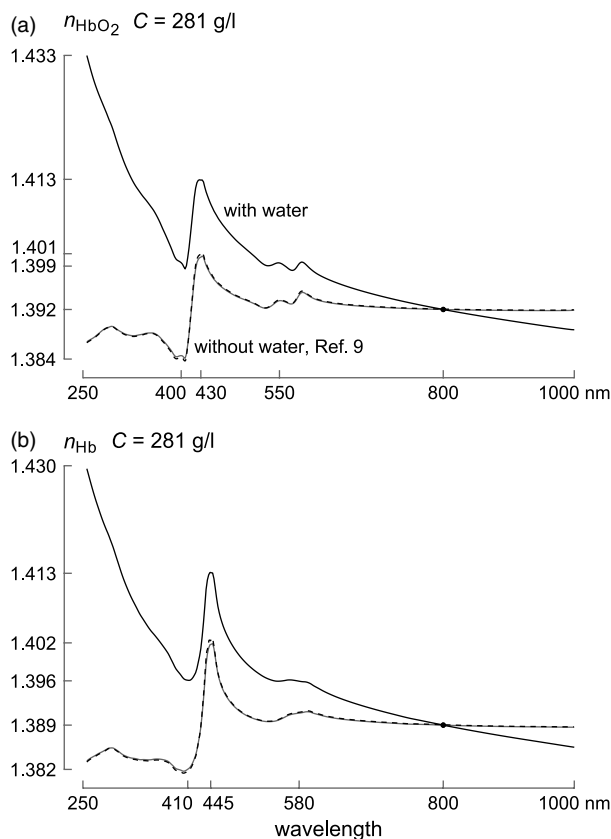 (a) nHbO2 C = 281 g/l
1.433
1.413
with water
1.401
1.399
1.392
without water, Ref. 9
1.384
250 400 430 550 800 1000 nm
(b) nHb C = 281 g/l
1.430
1.413
1.402
1.396
1.389
1.382
250 410 445 580 800 1000 nm
wavelength